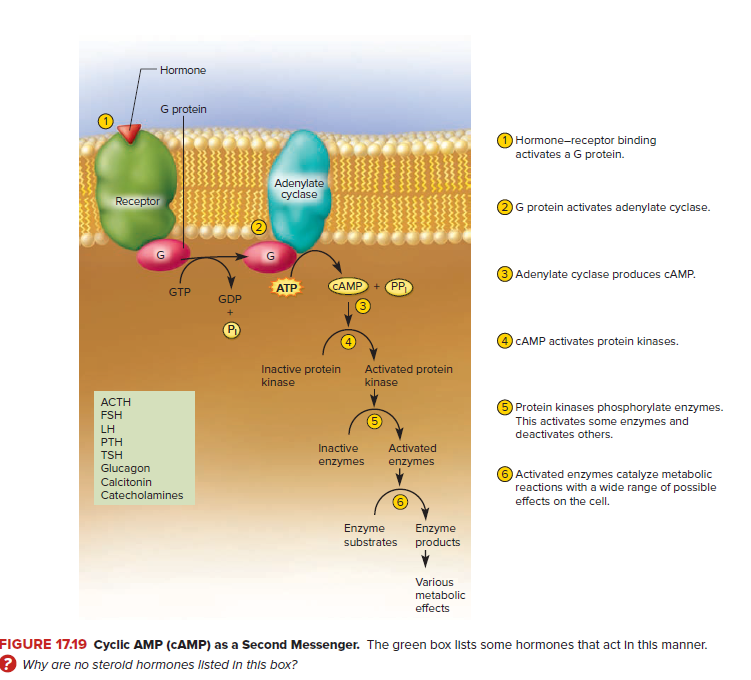 Hormone
G protein
1
Receptor
Adenylate
cyclase
2
G
G
GTP
GDP
+
Pi
ATP
cAMP + PPi
3
4
Inactive protein
kinase
Activated protein
kinase
5
Inactive
enzymes
Activated
enzymes
6
Enzyme
substrates
Enzyme
products
Various
metabolic
effects
ACTH
FSH
LH
PTH
TSH
Glucagon
Calcitonin
Catecholamines
1 Hormone–receptor binding
activates a G protein.
2 G protein activates adenylate cyclase.
3 Adenylate cyclase produces cAMP.
4 cAMP activates protein kinases.
5 Protein kinases phosphorylate enzymes.
This activates some enzymes and
deactivates others.
6 Activated enzymes catalyze metabolic
reactions with a wide range of possible
effects on the cell.
FIGURE 17.19 Cyclic AMP (cAMP) as a Second Messenger. The green box lists some hormones that act in this manner.
? Why are no steroid hormones listed in this box?